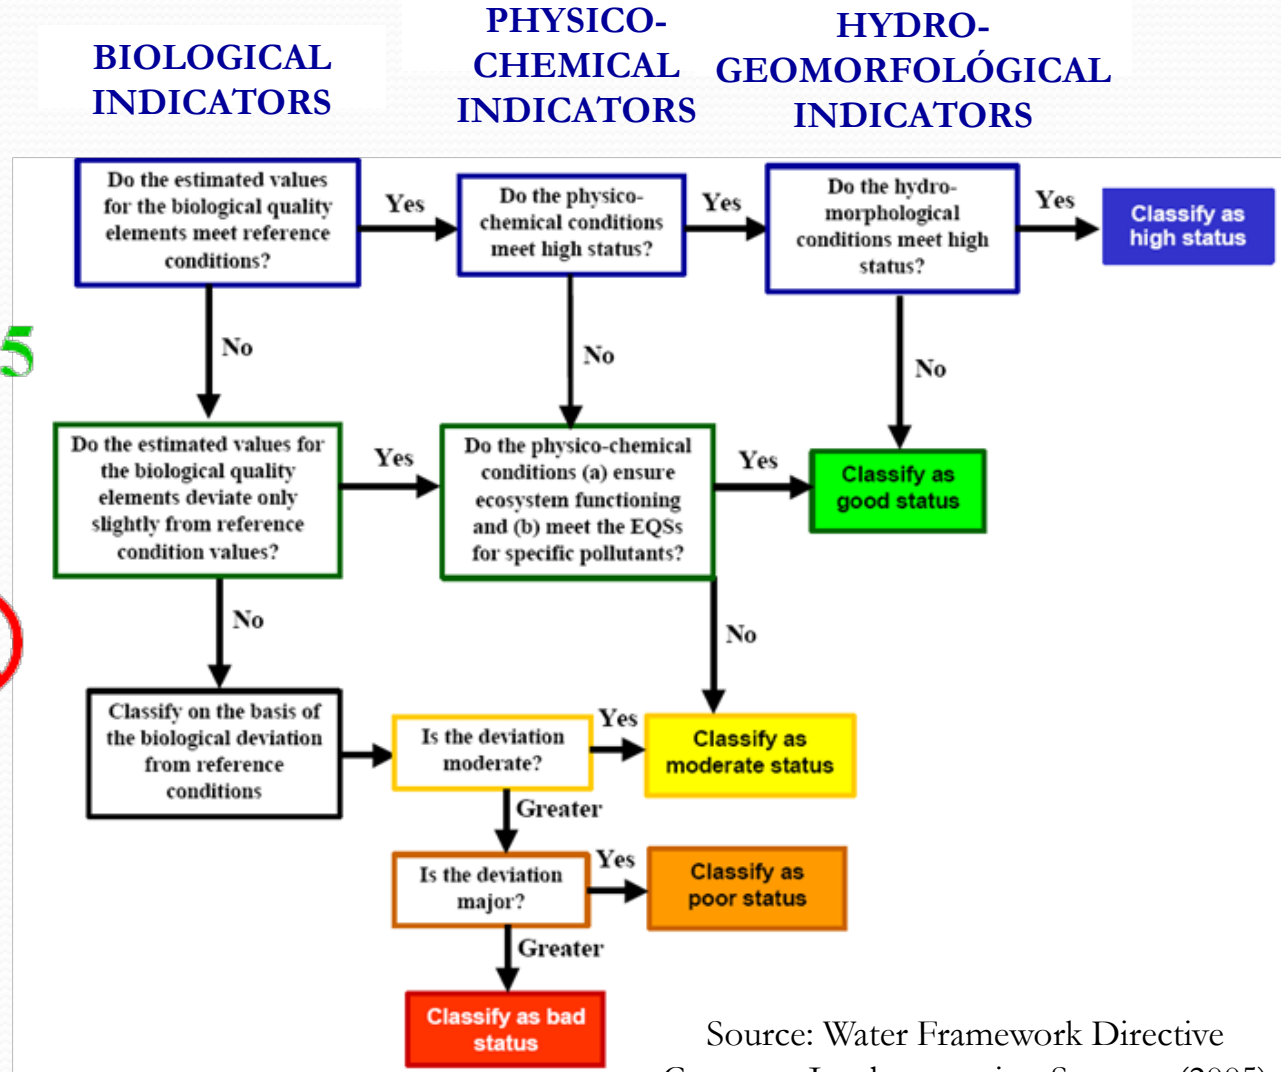 BIOLOGICAL
INDICATORS
PHYSICO-
CHEMICAL
INDICATORS
HYDRO-
GEOMORFOLÓGICAL
INDICATORS
Do the estimated values
for the biological quality
elements meet reference
conditions?
Yes
Do the physico-
chemical conditions
meet high status?
Yes
Do the hydro-
morphological
conditions meet high
status?
Yes
Classify as
high status
No
No
No
5
Do the estimated values for
the biological quality
elements deviate only
slightly from reference
condition values?
Yes
Do the physico-chemical
conditions (a) ensure
ecosystem functioning
and (b) meet the EQSs
for specific pollutants?
Yes
Classify as
good status
No
No
Classify on the basis of
the biological deviation
from reference
conditions
Is the deviation
moderate?
Yes
Classify as
moderate status
Greater
Is the deviation
major?
Yes
Classify as
poor status
Greater
Classify as bad
status
Source: Water Framework Directive
(2005)